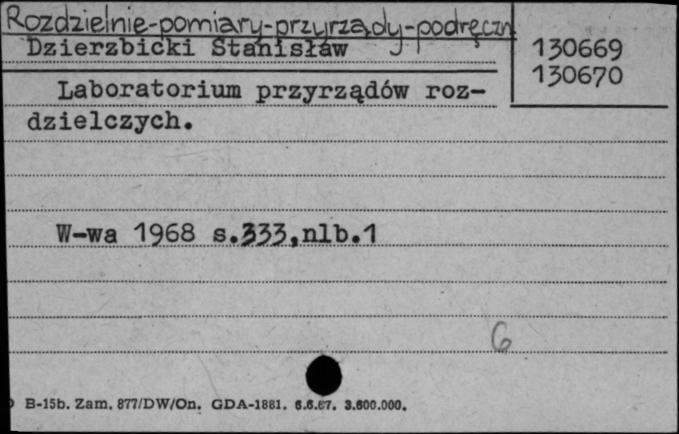 Rozdzielnie-pomiary-przyrządy-podręczn
Dzierzbicki Stanisław
130669
130670
Laboratorium przyrządów roz-
dzielczych.
W-wa 1968 s.333,nlb.1
6
B-15b. Zam. 877/DW/On. GDA-1881. 6.6.67. 3.600.000.